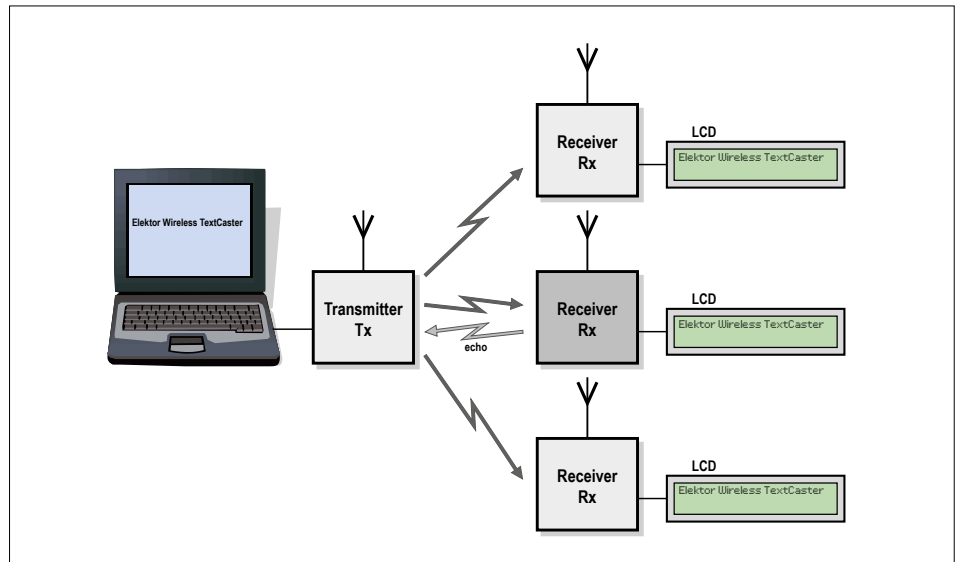 LCD
Receiver
Rx
Elektor Wireless TextCaster
Elektor Wireless TextCaster
Transmitter
Tx
echo
LCD
Receiver
Rx
Elektor Wireless TextCaster
LCD
Receiver
Rx
Elektor Wireless TextCaster